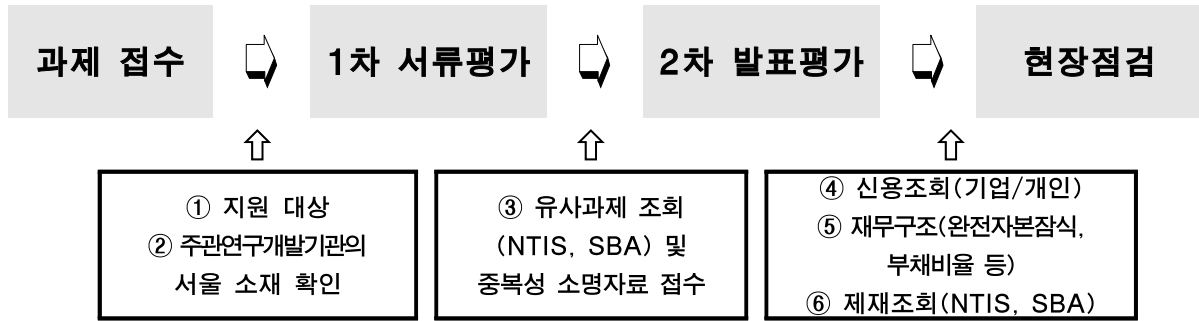 과제 접수
1차 서류평가
2차 발표평가
현장점검
① 지원 대상
② 주관연구개발기관의
서울 소재 확인
③ 유사과제 조회
(NTIS, SBA) 및
중복성 소명자료 접수
④ 신용조회(기업/개인)
⑤ 재무구조(완전자본잠식,
부채비율 등)
⑥ 제재조회(NTIS, SBA)